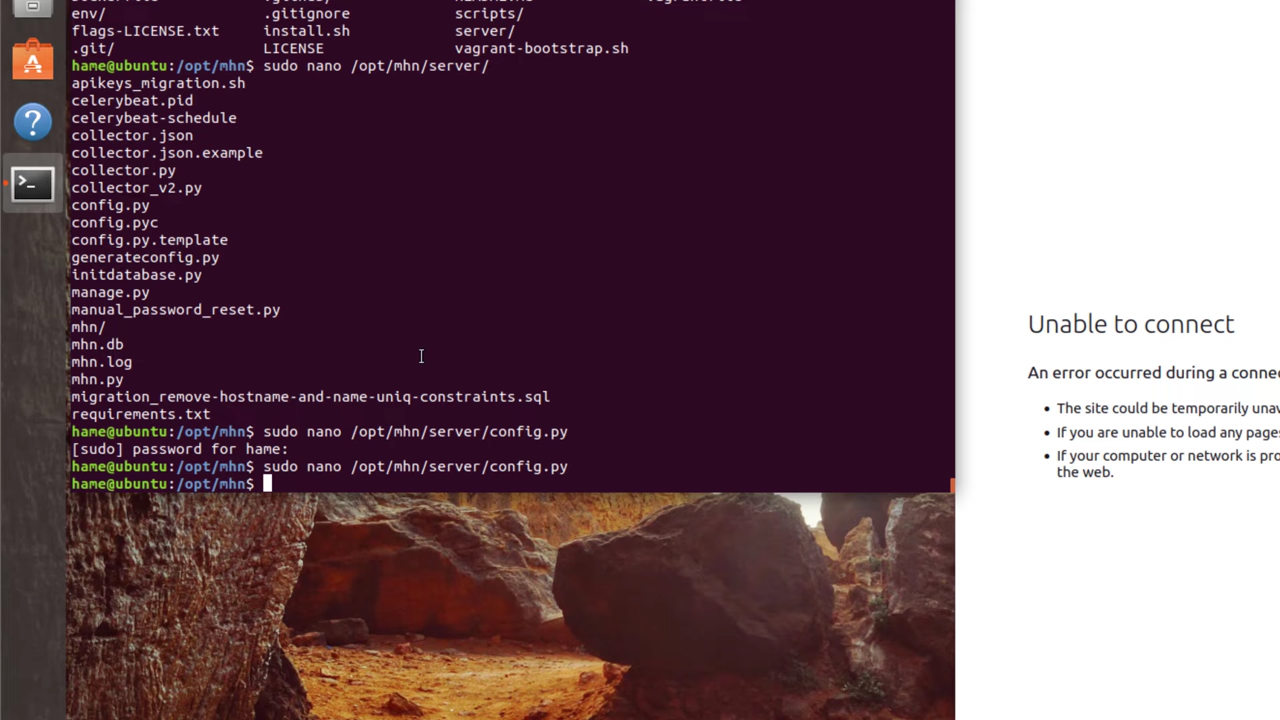 env/ .gitignore scripts/
flags-LICENSE.txt install.sh server/
.git/ LICENSE vagrant-bootstrap.sh
hame@ubuntu:/opt/mhn$ sudo nano /opt/mhn/server/
apikeys_migration.sh
celerybeat.pid
celerybeat-schedule
collector.json
collector.json.example
collector.py
collector_v2.py
config.py
config.pyc
config.py.template
generateconfig.py
initdatabase.py
manage.py
manual_password_reset.py
mhn/
mhn.db
mhn.log
mhn.py
migration_remove-hostname-and-name-uniq-constraints.sql
requirements.txt
hame@ubuntu:/opt/mhn$ sudo nano /opt/mhn/server/config.py
[sudo] password for hame:
hame@ubuntu:/opt/mhn$ sudo nano /opt/mhn/server/config.py
hame@ubuntu:/opt/mhn$
Unable to connect
An error occurred during a
The site could be temporarily
If you are unable to load any pages
If your computer or network is
the web.